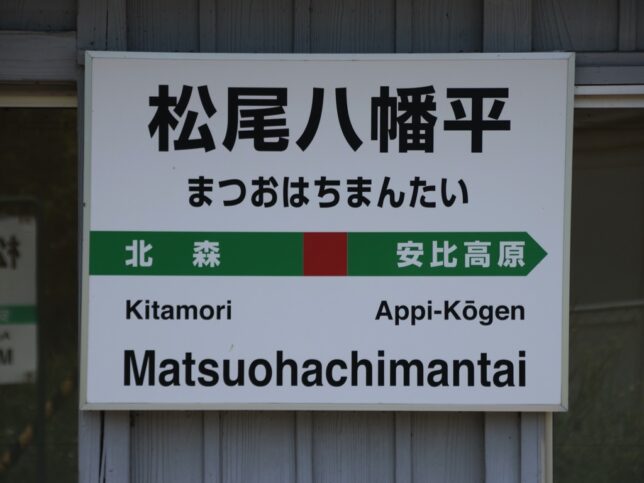 松尾八幡平
まつおはちまんたい
北森 安比高原
Kitamori Appi-Kōgen
Matsuohachimantai